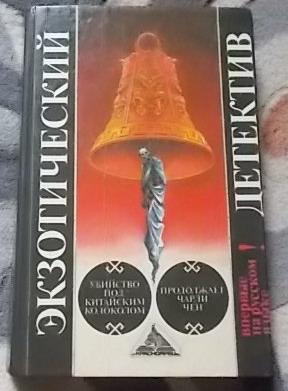 ЭКЗОТИЧЕСКИЙ
ДЕТЕКТИВ
УБИЙСТВО
ПОД
КИТАЙСКИМ
КОЛОКОЛОМ
ПРОДОЛЖАЕТ
ЧАРЛИ
ЧЕН
впервые
на русском
языке!